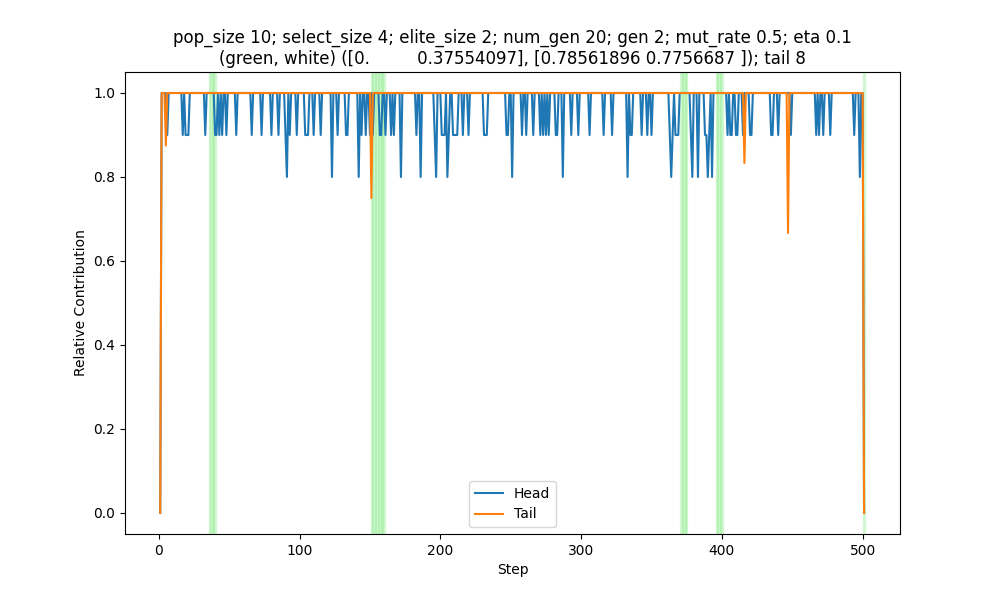 pop_size 10; select_size 4; elite_size 2; num_gen 20; gen 2; mut_rate 0.5; eta 0.1
(green, white) ([0.         0.37554097], [0.78561896 0.7756687 ]); tail 8
1.0
0.8
0.6
0.4
0.2
0.0
Relative Contribution
Head
Tail
0
100
200
300
400
500
Step